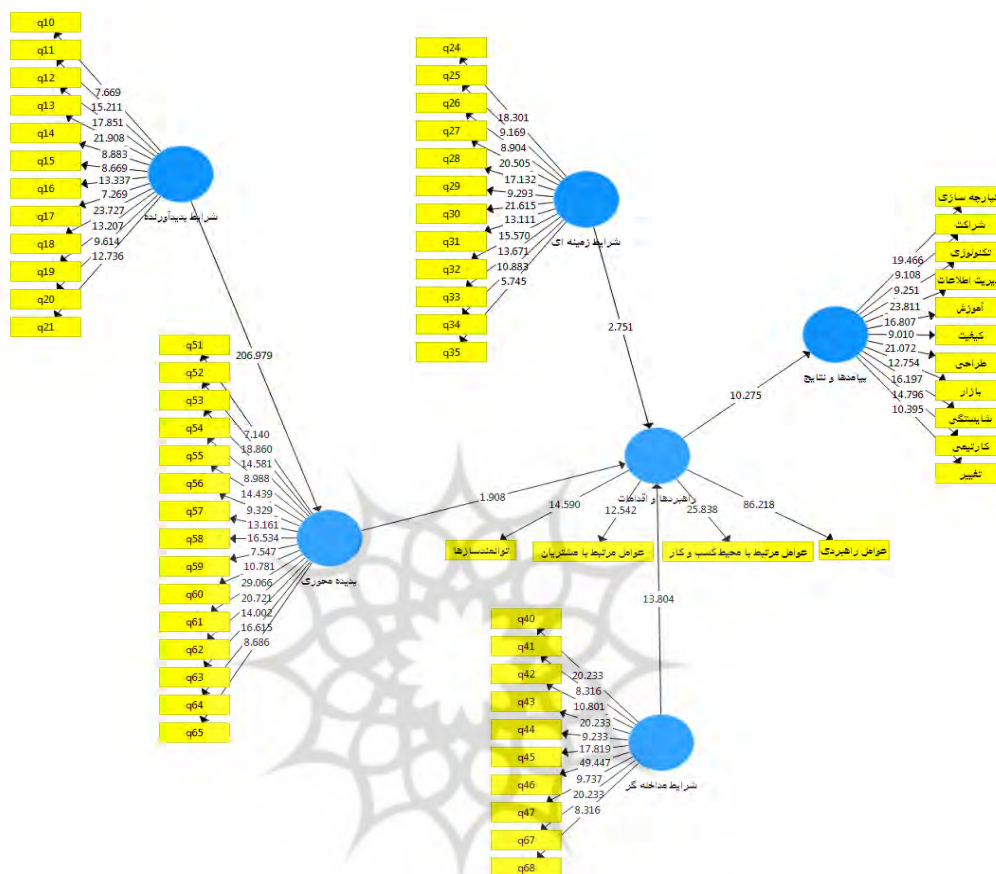 q10
q11
q12
q13
q14
q15
q16
q17
q18
q19
q20
q21
7.669
15.211
17.851
21.908
8.883
8.669
13.337
7.269
23.727
13.207
9.614
12.736
شرایط پدیدآورنده
206.979
q24
q25
q26
q27
q28
q29
q30
q31
q32
q33
q34
q35
18.301
9.169
8.904
20.505
17.132
9.293
21.615
13.111
15.570
13.671
10.883
5.745
شرایط زمینه ای
2.751
شراکت
تکنولوژی
آموزش
کیفیت
طراحی
بازار
شایستگی
کارتیمی
تغییر
19.466
9.108
9.251
23.811
16.807
9.010
21.072
12.754
16.197
14.796
10.395
پیامدها و نتایج
10.275
q51
q52
q53
q54
q55
q56
q57
q58
q59
q60
q61
q62
q63
q64
q65
7.140
18.860
14.581
8.988
14.439
9.329
13.161
16.534
7.547
10.781
29.066
20.721
14.002
16.615
8.686
پدیده محوری
1.908
راهبردها و اقدامات
14.590
12.542
25.838
86.218
توانمندسازها
عوامل مرتبط با مشتریان
عوامل مرتبط با محیط کسب و کار
عوامل راهبردی
13.804
q40
q41
q42
q43
q44
q45
q46
q47
q67
q68
20.233
8.316
10.801
20.233
9.233
17.819
49.447
9.737
20.233
8.316
شرایط مداخله گر